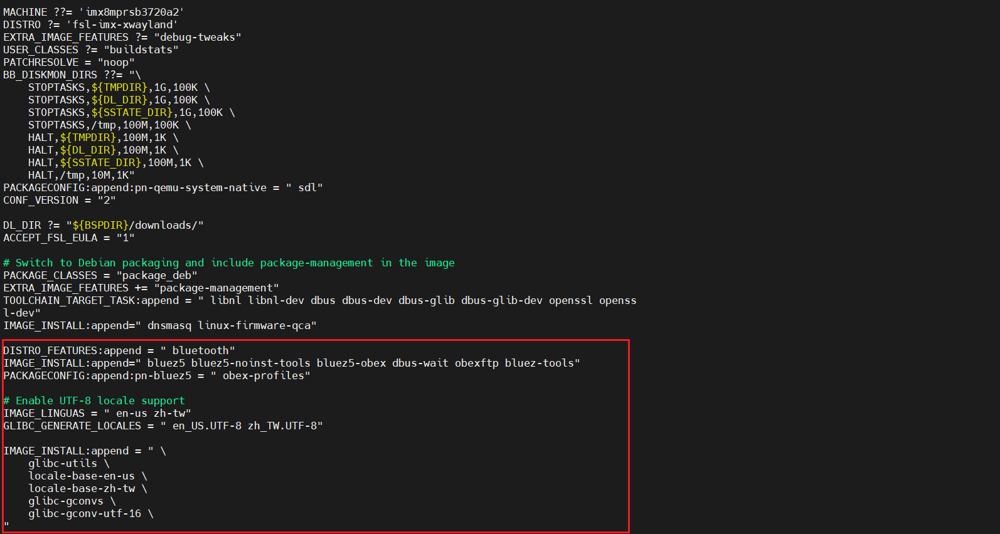 MACHINE ??= 'imx8mprsb3720a2'
DISTRO ?= 'fsl-imx-xwayland'
EXTRA_IMAGE_FEATURES ?= "debug-tweaks"
USER_CLASSES ?= "buildstats"
PATCHRESOLVE = "noop"
BB_DISKMON_DIRS ??= "\
    STOPTASKS,${TMPDIR},1G,100K \
    STOPTASKS,${DL_DIR},1G,100K \
    STOPTASKS,${SSTATE_DIR},1G,100K \
    STOPTASKS,/tmp,100M,100K \
    HALT,${TMPDIR},100M,1K \
    HALT,${DL_DIR},100M,1K \
    HALT,${SSTATE_DIR},100M,1K \
    HALT,/tmp,10M,1K"
PACKAGECONFIG:append:pn-qemu-system-native = " sdl"
CONF_VERSION = "2"

DL_DIR ?= "${BSPDIR}/downloads/"
ACCEPT_FSL_EULA = "1"

# Switch to Debian packaging and include package-management in the image
PACKAGE_CLASSES = "package_deb"
EXTRA_IMAGE_FEATURES += "package-management"
TOOLCHAIN_TARGET_TASK:append = " libnl libnl-dev dbus dbus-dev dbus-glib dbus-glib-dev openssl openss
l-dev"
IMAGE_INSTALL:append=" dnsmasq linux-firmware-qca"

DISTRO_FEATURES:append = " bluetooth"
IMAGE_INSTALL:append=" bluez5 bluez5-noinst-tools bluez5-obex dbus-wait obexftp bluez-tools"
PACKAGECONFIG:append:pn-bluez5 = " obex-profiles"

# Enable UTF-8 locale support
IMAGE_LINGUAS = " en-us zh-tw"
GLIBC_GENERATE_LOCALES = " en_US.UTF-8 zh_TW.UTF-8"

IMAGE_INSTALL:append = " \
    glibc-utils \
    locale-base-en-us \
    locale-base-zh-tw \
    glibc-gconvs \
    glibc-gconv-utf-16 \
"